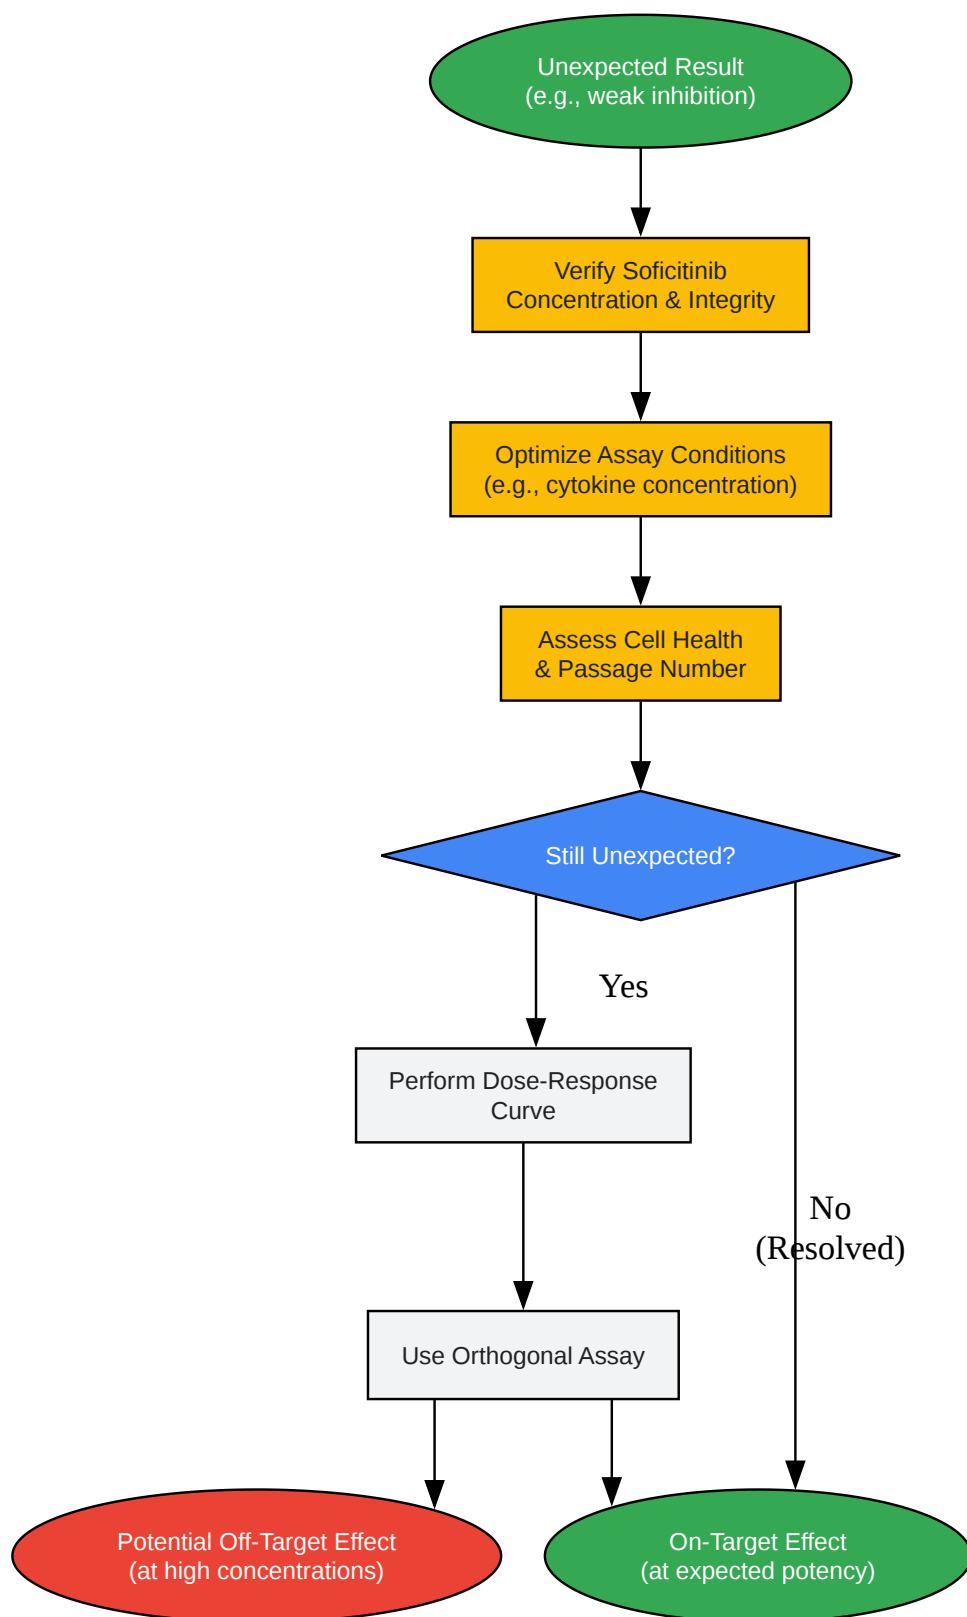 Unexpected Result
(e.g., weak inhibition)
Verify Soficitinib
Concentration & Integrity
Optimize Assay Conditions
(e.g., cytokine concentration)
Assess Cell Health
& Passage Number
Still Unexpected?
Yes
Perform Dose-Response
Curve
No
(Resolved)
Use Orthogonal Assay
Potential Off-Target Effect
(at high concentrations)
On-Target Effect
(at expected potency)